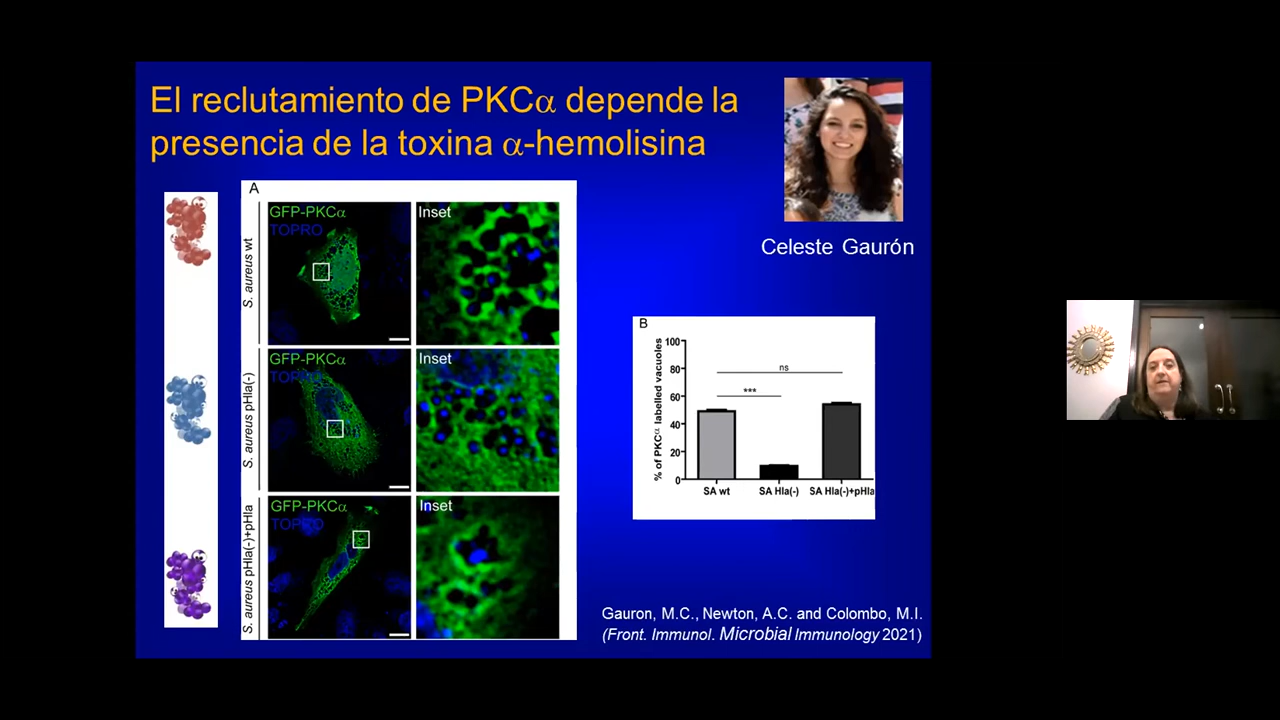 El reclutamiento de PKCα depende la
presencia de la toxina α-hemolisina
Celeste Gaurón
A
S. aureus wt
GFP-PKCα
TOPRO
Inset
S. aureus pHla(-)
GFP-PKCα
TOPRO
Inset
S. aureus pHla(-)+pHla
GFP-PKCα
TOPRO
Inset
B
% of PKCα labelled vacuoles
100
80
60
40
20
0
ns
***
SA wt
SA Hla(-)
SA Hla(-)+pHla
Gauron, M.C., Newton, A.C. and Colombo, M.I.
(Front. Immunol. Microbial Immunology 2021)